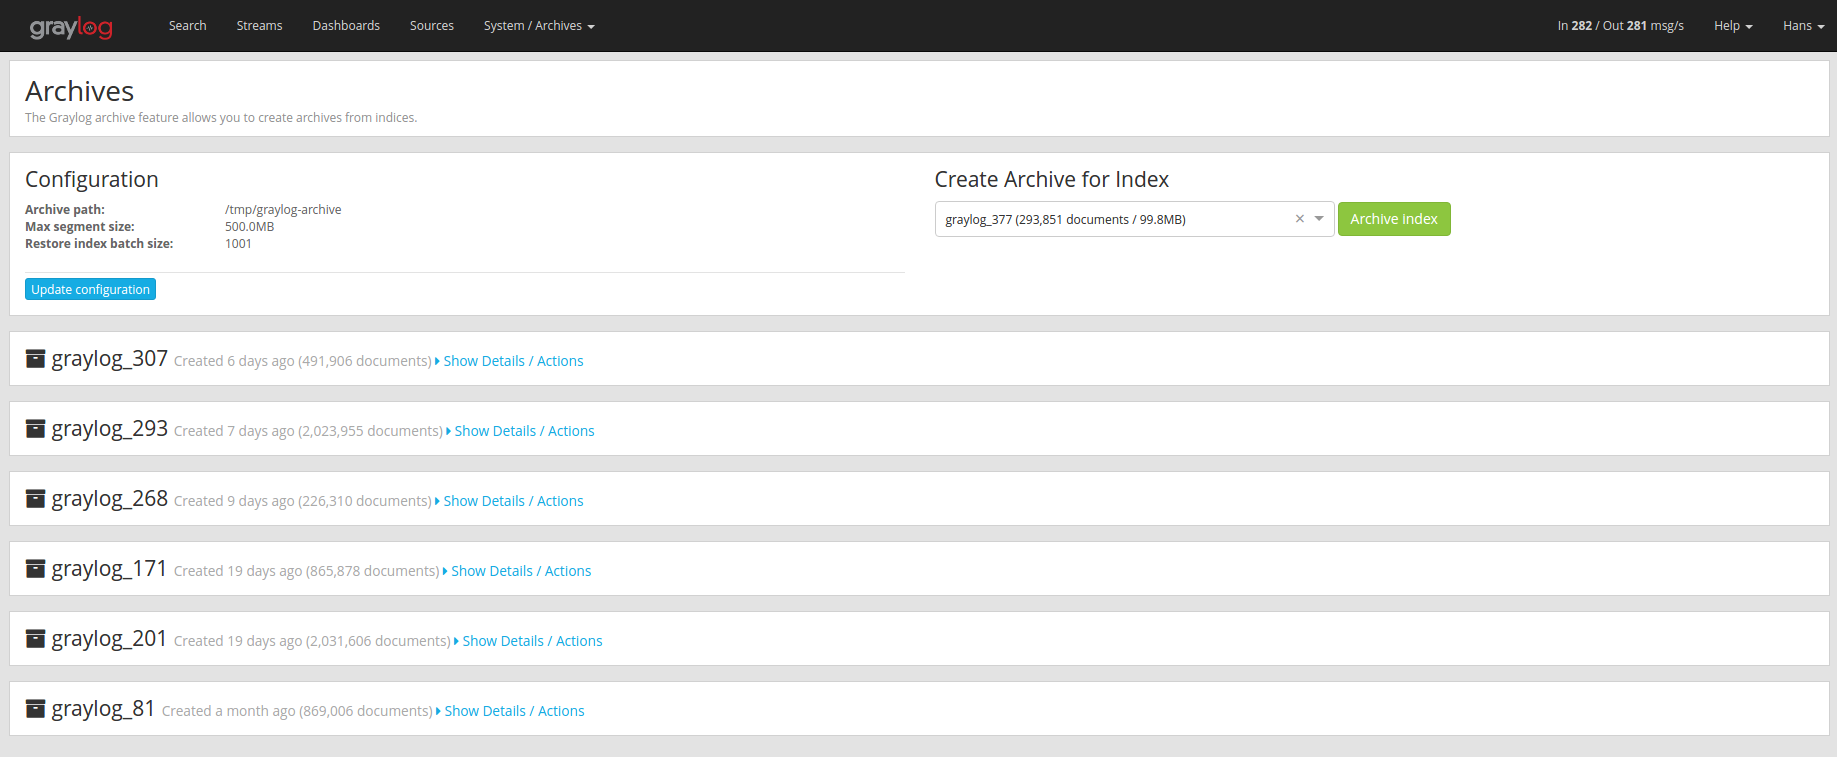 graylog Search Streams Dashboards Sources System / Archives In 282 / Out 281 msg/s Help Hans
Archives
The Graylog archive feature allows you to create archives from indices.
Configuration
Archive path: /tmp/graylog-archive
Max segment size: 500.0MB
Restore index batch size: 1001
Update configuration
Create Archive for Index
graylog_377 (293,851 documents / 99.8MB) × Archive index
graylog_307 Created 6 days ago (491,906 documents) Show Details / Actions
graylog_293 Created 7 days ago (2,023,955 documents) Show Details / Actions
graylog_268 Created 9 days ago (226,310 documents) Show Details / Actions
graylog_171 Created 19 days ago (865,878 documents) Show Details / Actions
graylog_201 Created 19 days ago (2,031,606 documents) Show Details / Actions
graylog_81 Created a month ago (869,006 documents) Show Details / Actions